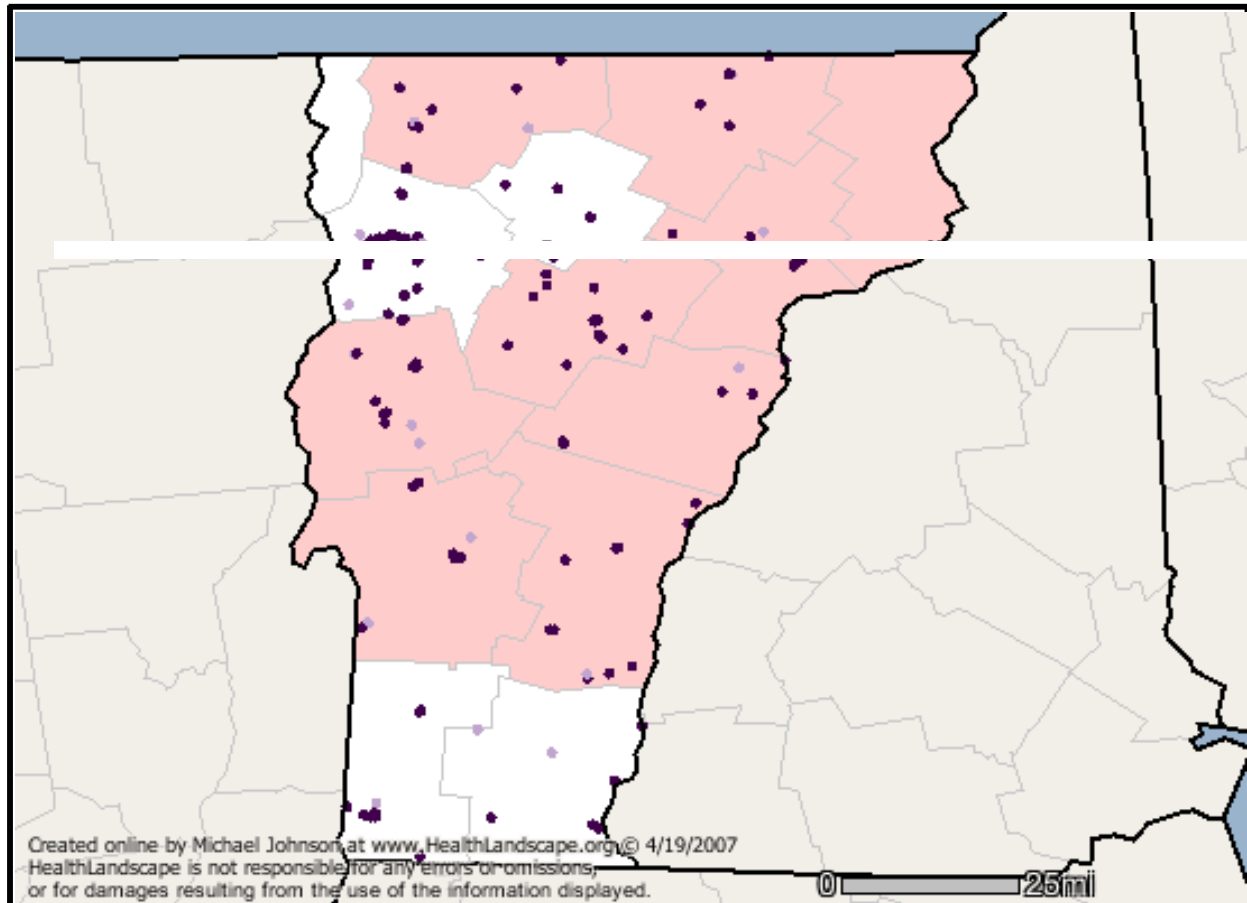 Created online by Michael Johnson at www.HealthLandscape.org © 4/19/2007
HealthLandscape is not responsible for any errors or omissions,
or for damages resulting from the use of the information displayed.
0 25mi